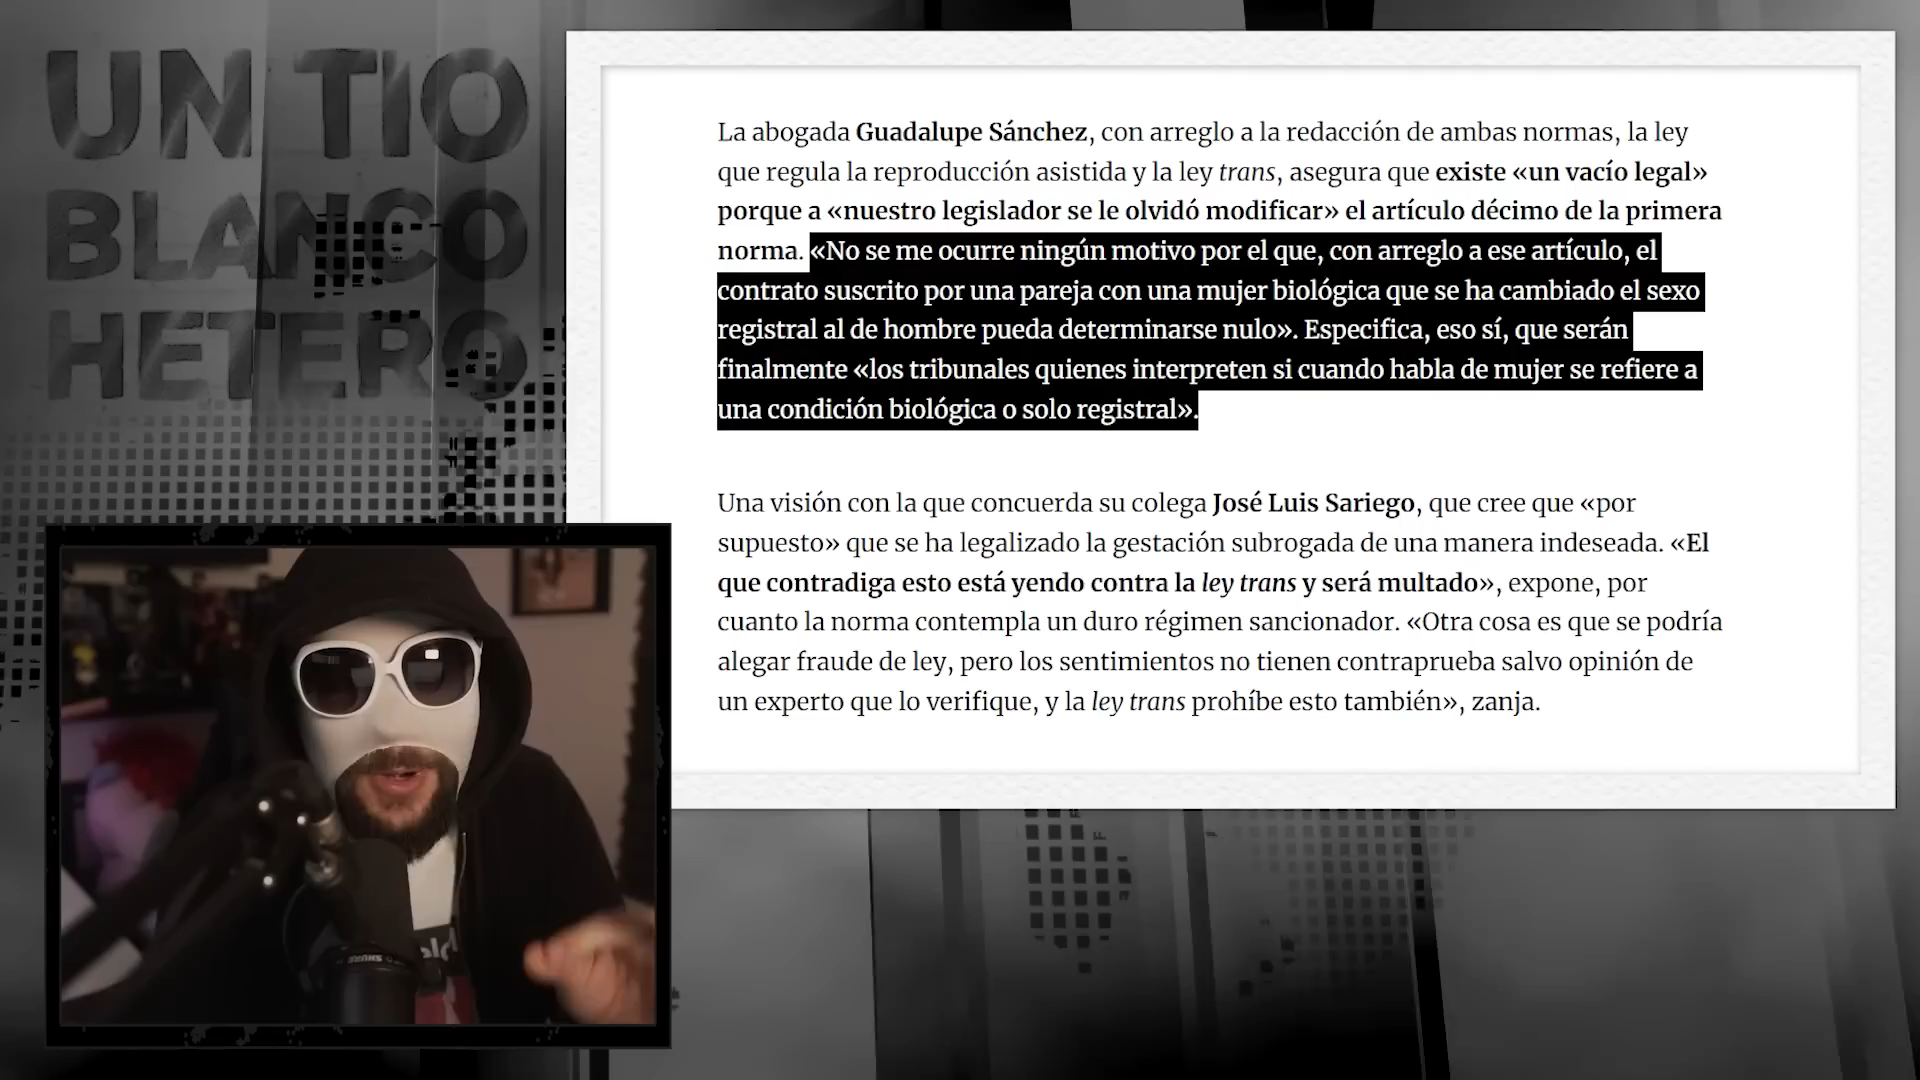 UN TIO
BLANCO
HETERO
La abogada Guadalupe Sánchez, con arreglo a la redacción de ambas normas, la ley
que regula la reproducción asistida y la ley trans, asegura que existe «un vacío legal»
porque a «nuestro legislador se le olvidó modificar» el artículo décimo de la primera
norma. «No se me ocurre ningún motivo por el que, con arreglo a ese artículo, el
contrato suscrito por una pareja con una mujer biológica que se ha cambiado el sexo
registral al de hombre pueda determinarse nulo». Especifica, eso sí, que serán
finalmente «los tribunales quienes interpreten si cuando habla de mujer se refiere a
una condición biológica o solo registral».
Una visión con la que concuerda su colega José Luis Sariego, que cree que «por
supuesto» que se ha legalizado la gestación subrogada de una manera indeseada. «El
que contradiga esto está yendo contra la ley trans y será multado», expone, por
cuanto la norma contempla un duro régimen sancionador. «Otra cosa es que se podría
alegar fraude de ley, pero los sentimientos no tienen contraprueba salvo opinión de
un experto que lo verifique, y la ley trans prohíbe esto también», zanja.